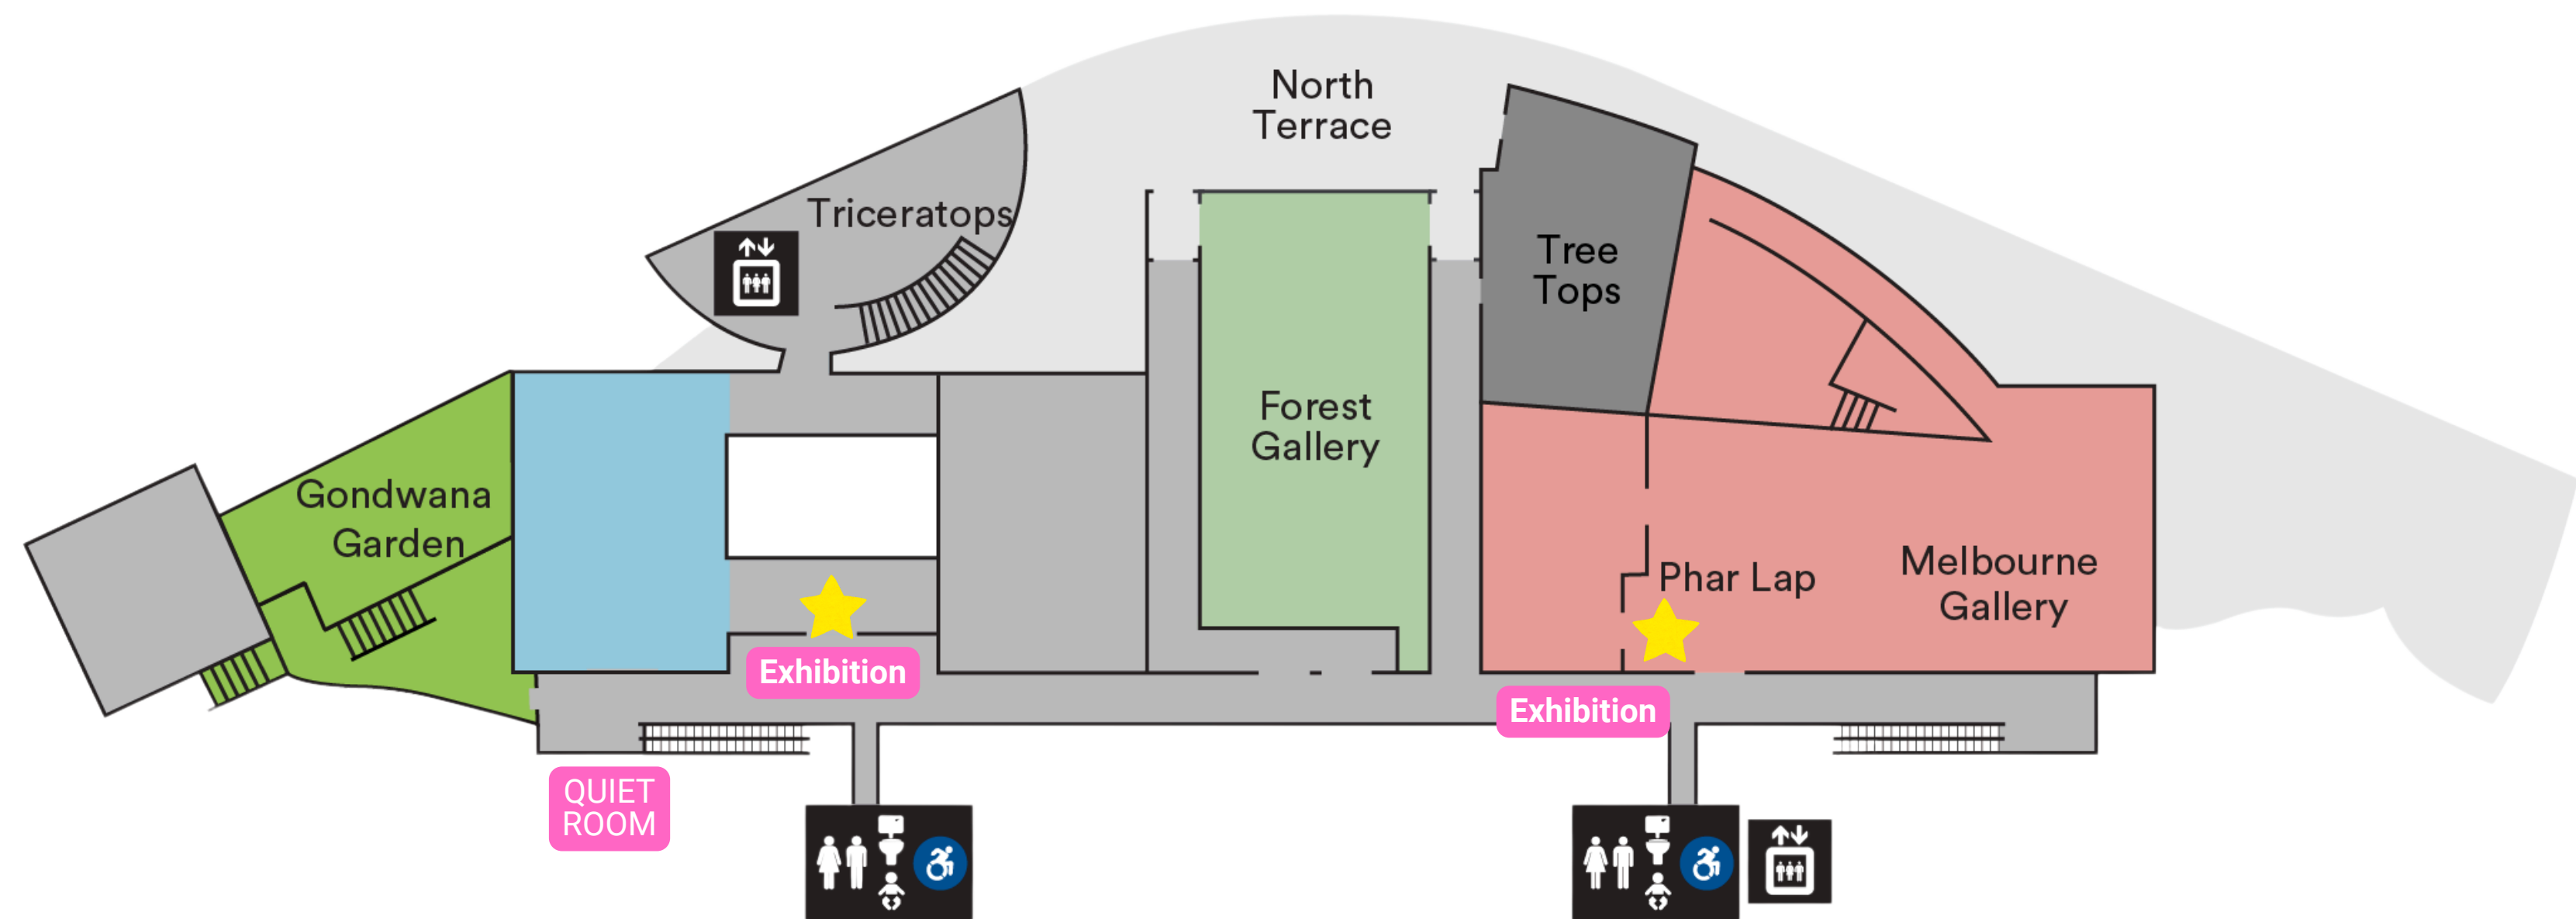 North
Terrace
Triceratops
Tree
Tops
Forest
Gallery
Gondwana
Garden
Phar Lap
Melbourne
Gallery
Exhibition
Exhibition
QUIET
ROOM